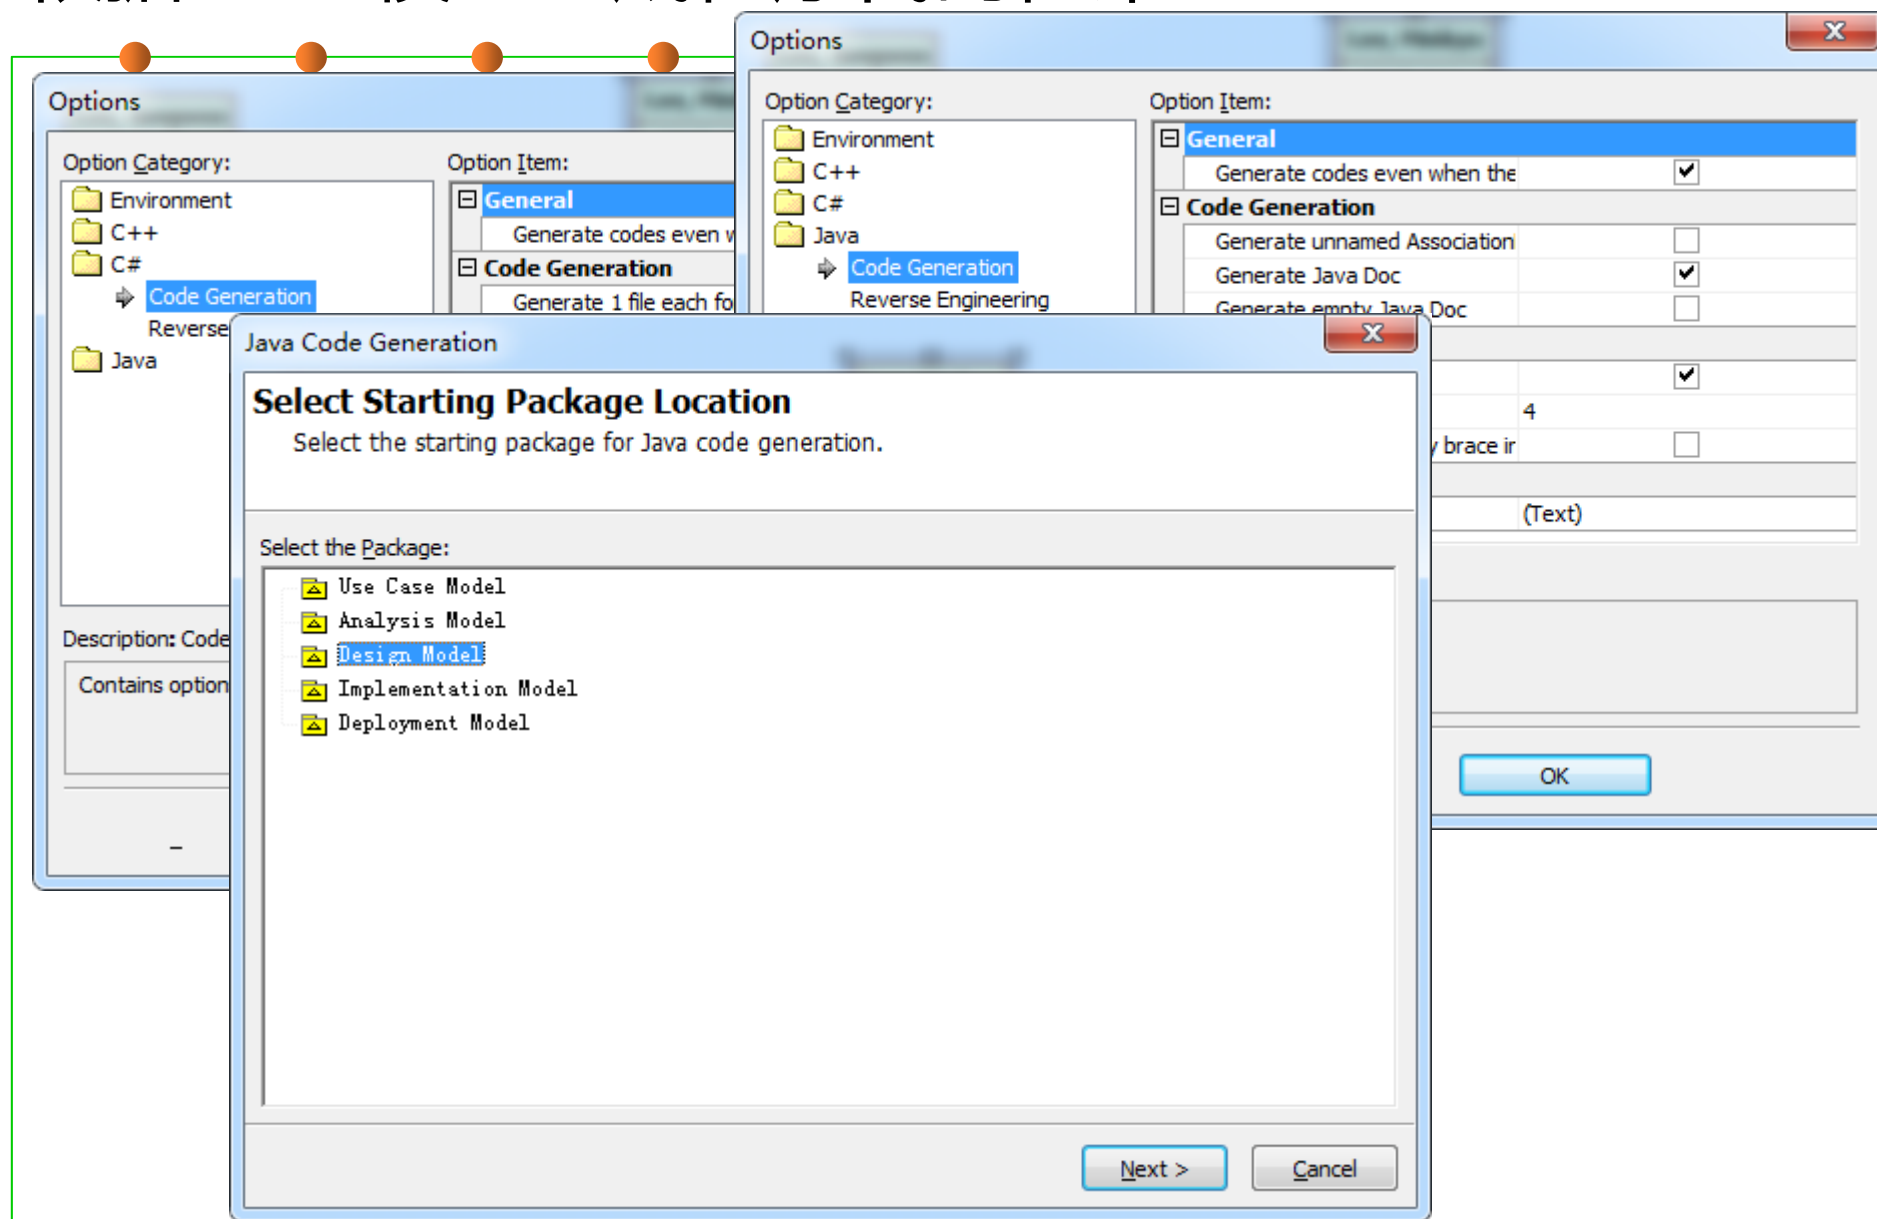 Options
Option Category:
Option Item:
Environment
C++
C#
Code Generation
Reverse
Java
General
Generate codes even w
Code Generation
Generate 1 file each fo
Description: Code
Contains option
Options
Option Category:
Option Item:
Environment
C++
C#
Java
Code Generation
Reverse Engineering
General
Generate codes even when the
Code Generation
Generate unnamed Association
Generate Java Doc
Generate empty Java Doc
4
y brace in
(Text)
OK
Java Code Generation
Select Starting Package Location
Select the starting package for Java code generation.
Select the Package:
Use Case Model
Analysis Model
Design Model
Implementation Model
Deployment Model
Next >
Cancel